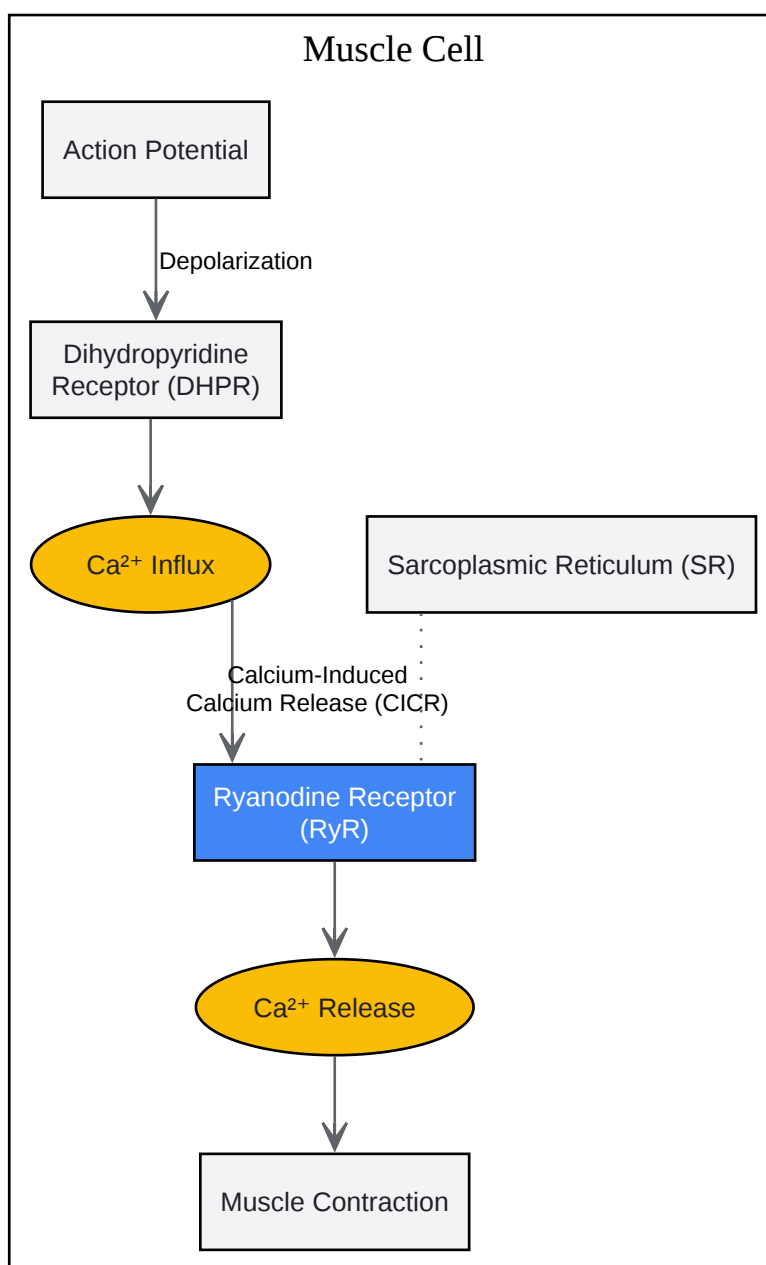 Muscle Cell
Action Potential
Depolarization
Dihydropyridine
Receptor (DHPR)
Ca²⁺ Influx
Sarcoplasmic Reticulum (SR)
Calcium-Induced
Calcium Release (CICR)
Ryanodine Receptor
(RyR)
Ca²⁺ Release
Muscle Contraction